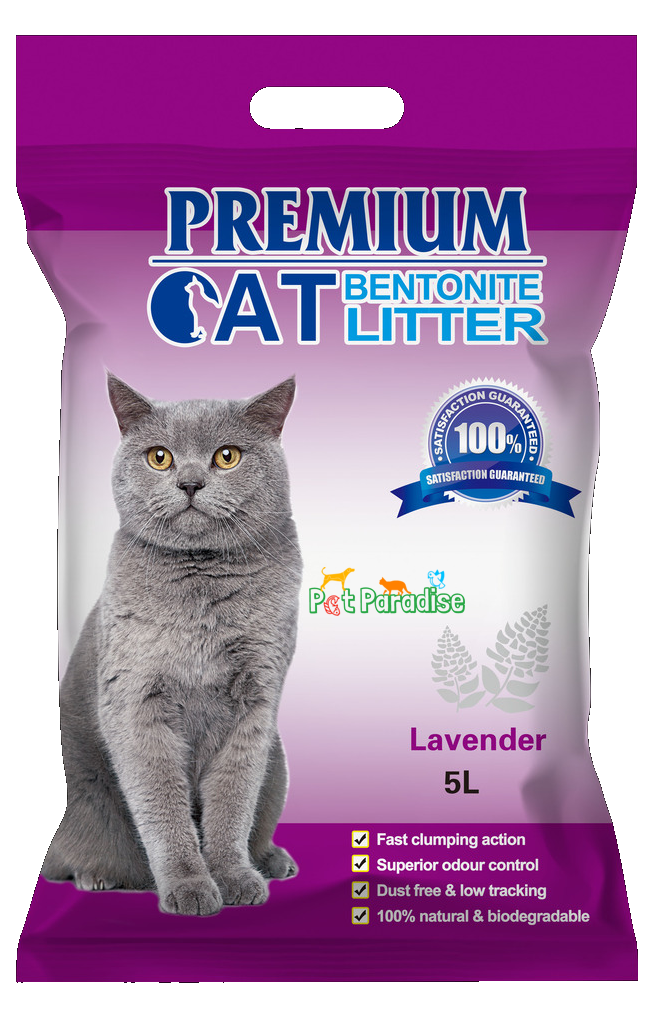 PREMIUM
CAT BENTONITE
LITTER
SATISFACTION GUARANTEED
100%
SATISFACTION GUARANTEED
Pet Paradise
Lavender
5L
Fast clumping action
Superior odour control
Dust free & low tracking
100% natural & biodegradable